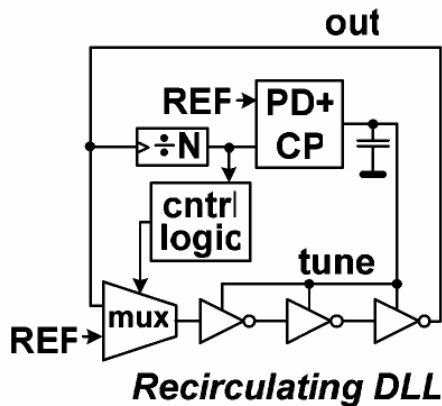 out
REF
PD+
CP
÷N
cntrl
logic
tune
mux
REF
Recirculating DLL